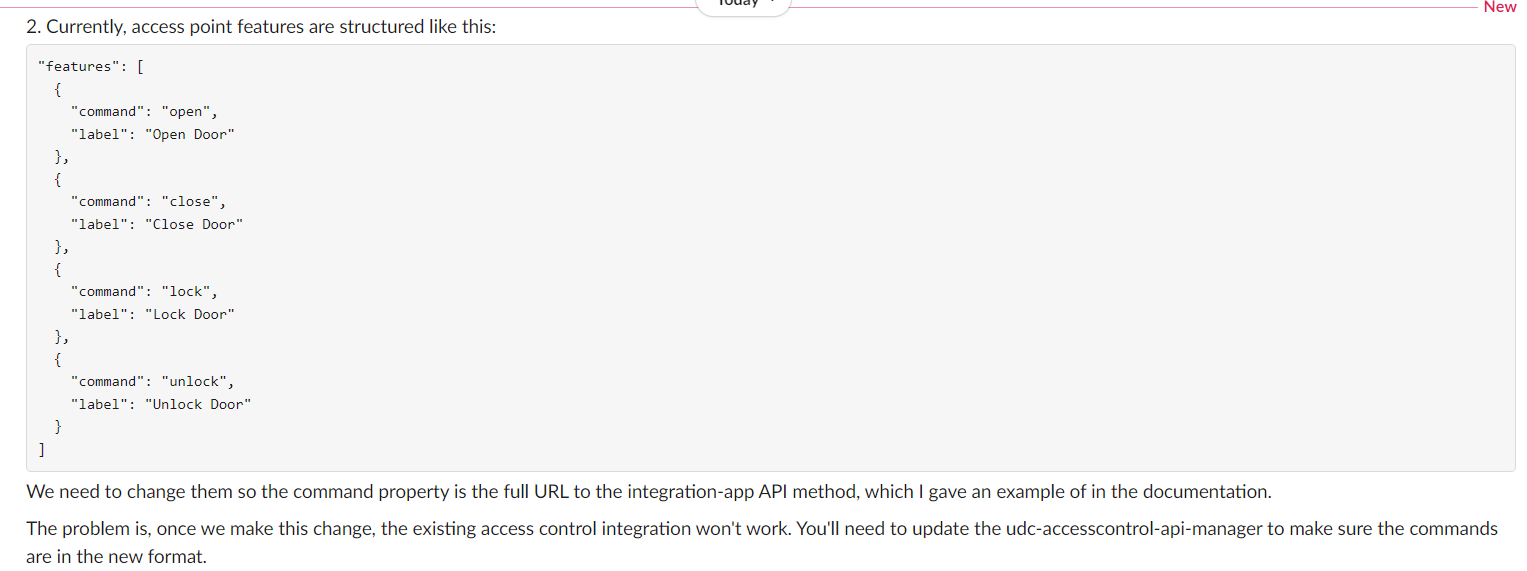 Today
New
2. Currently, access point features are structured like this:
"features": [
  {
    "command": "open",
    "label": "Open Door"
  },
  {
    "command": "close",
    "label": "Close Door"
  },
  {
    "command": "lock",
    "label": "Lock Door"
  },
  {
    "command": "unlock",
    "label": "Unlock Door"
  }
]
We need to change them so the command property is the full URL to the integration-app API method, which I gave an example of in the documentation.
The problem is, once we make this change, the existing access control integration won't work. You'll need to update the udc-accesscontrol-api-manager to make sure the commands
are in the new format.